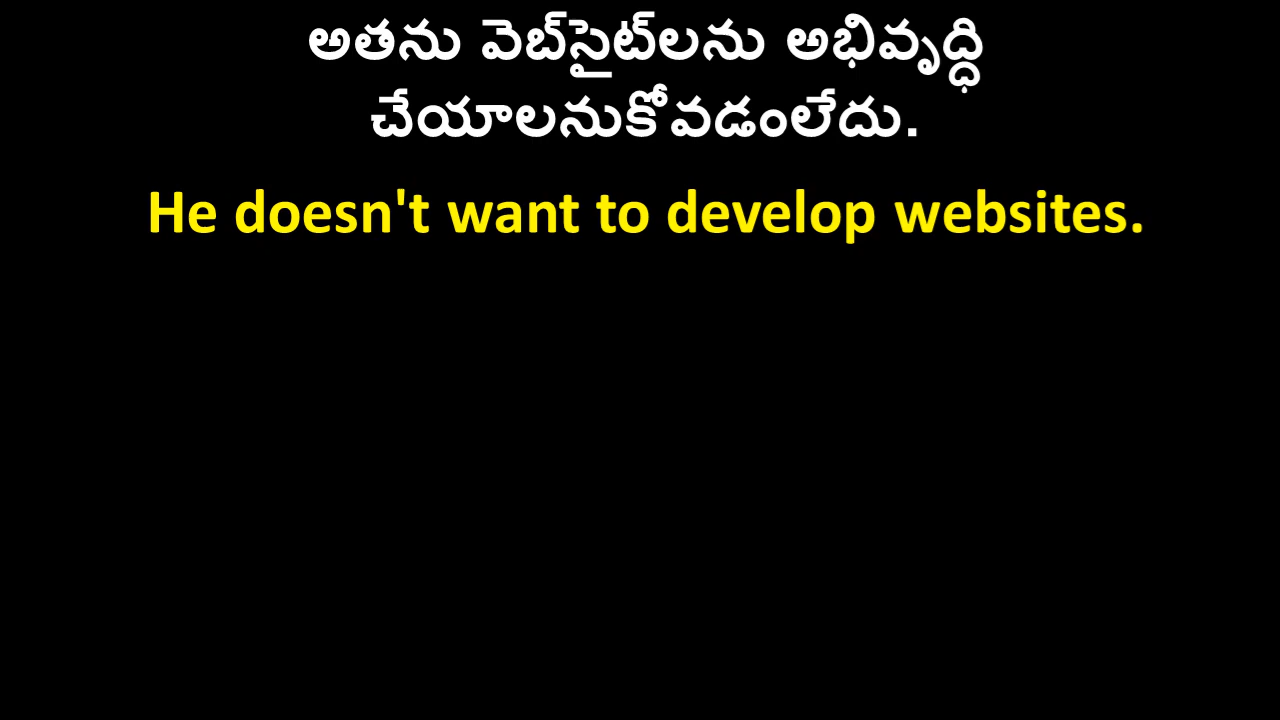 అతను వెబ్‌సైట్‌లను అభివృద్ధి
చేయాలనుకోవడంలేదు.
He doesn't want to develop websites.